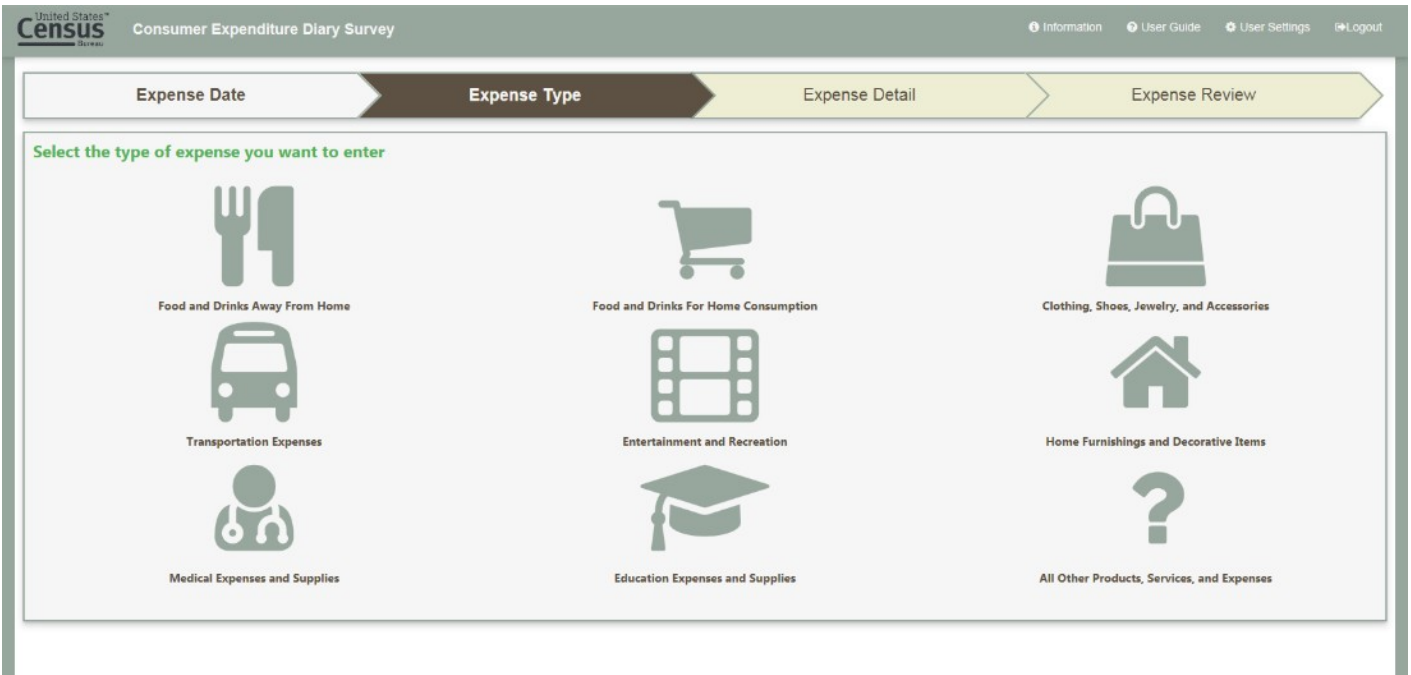 United States™
Census
Bureau
Consumer Expenditure Diary Survey
Information
User Guide
User Settings
Logout
Expense Date
Expense Type
Expense Detail
Expense Review
Select the type of expense you want to enter
Food and Drinks Away From Home
Food and Drinks For Home Consumption
Clothing, Shoes, Jewelry, and Accessories
Transportation Expenses
Entertainment and Recreation
Home Furnishings and Decorative Items
Medical Expenses and Supplies
Education Expenses and Supplies
All Other Products, Services, and Expenses